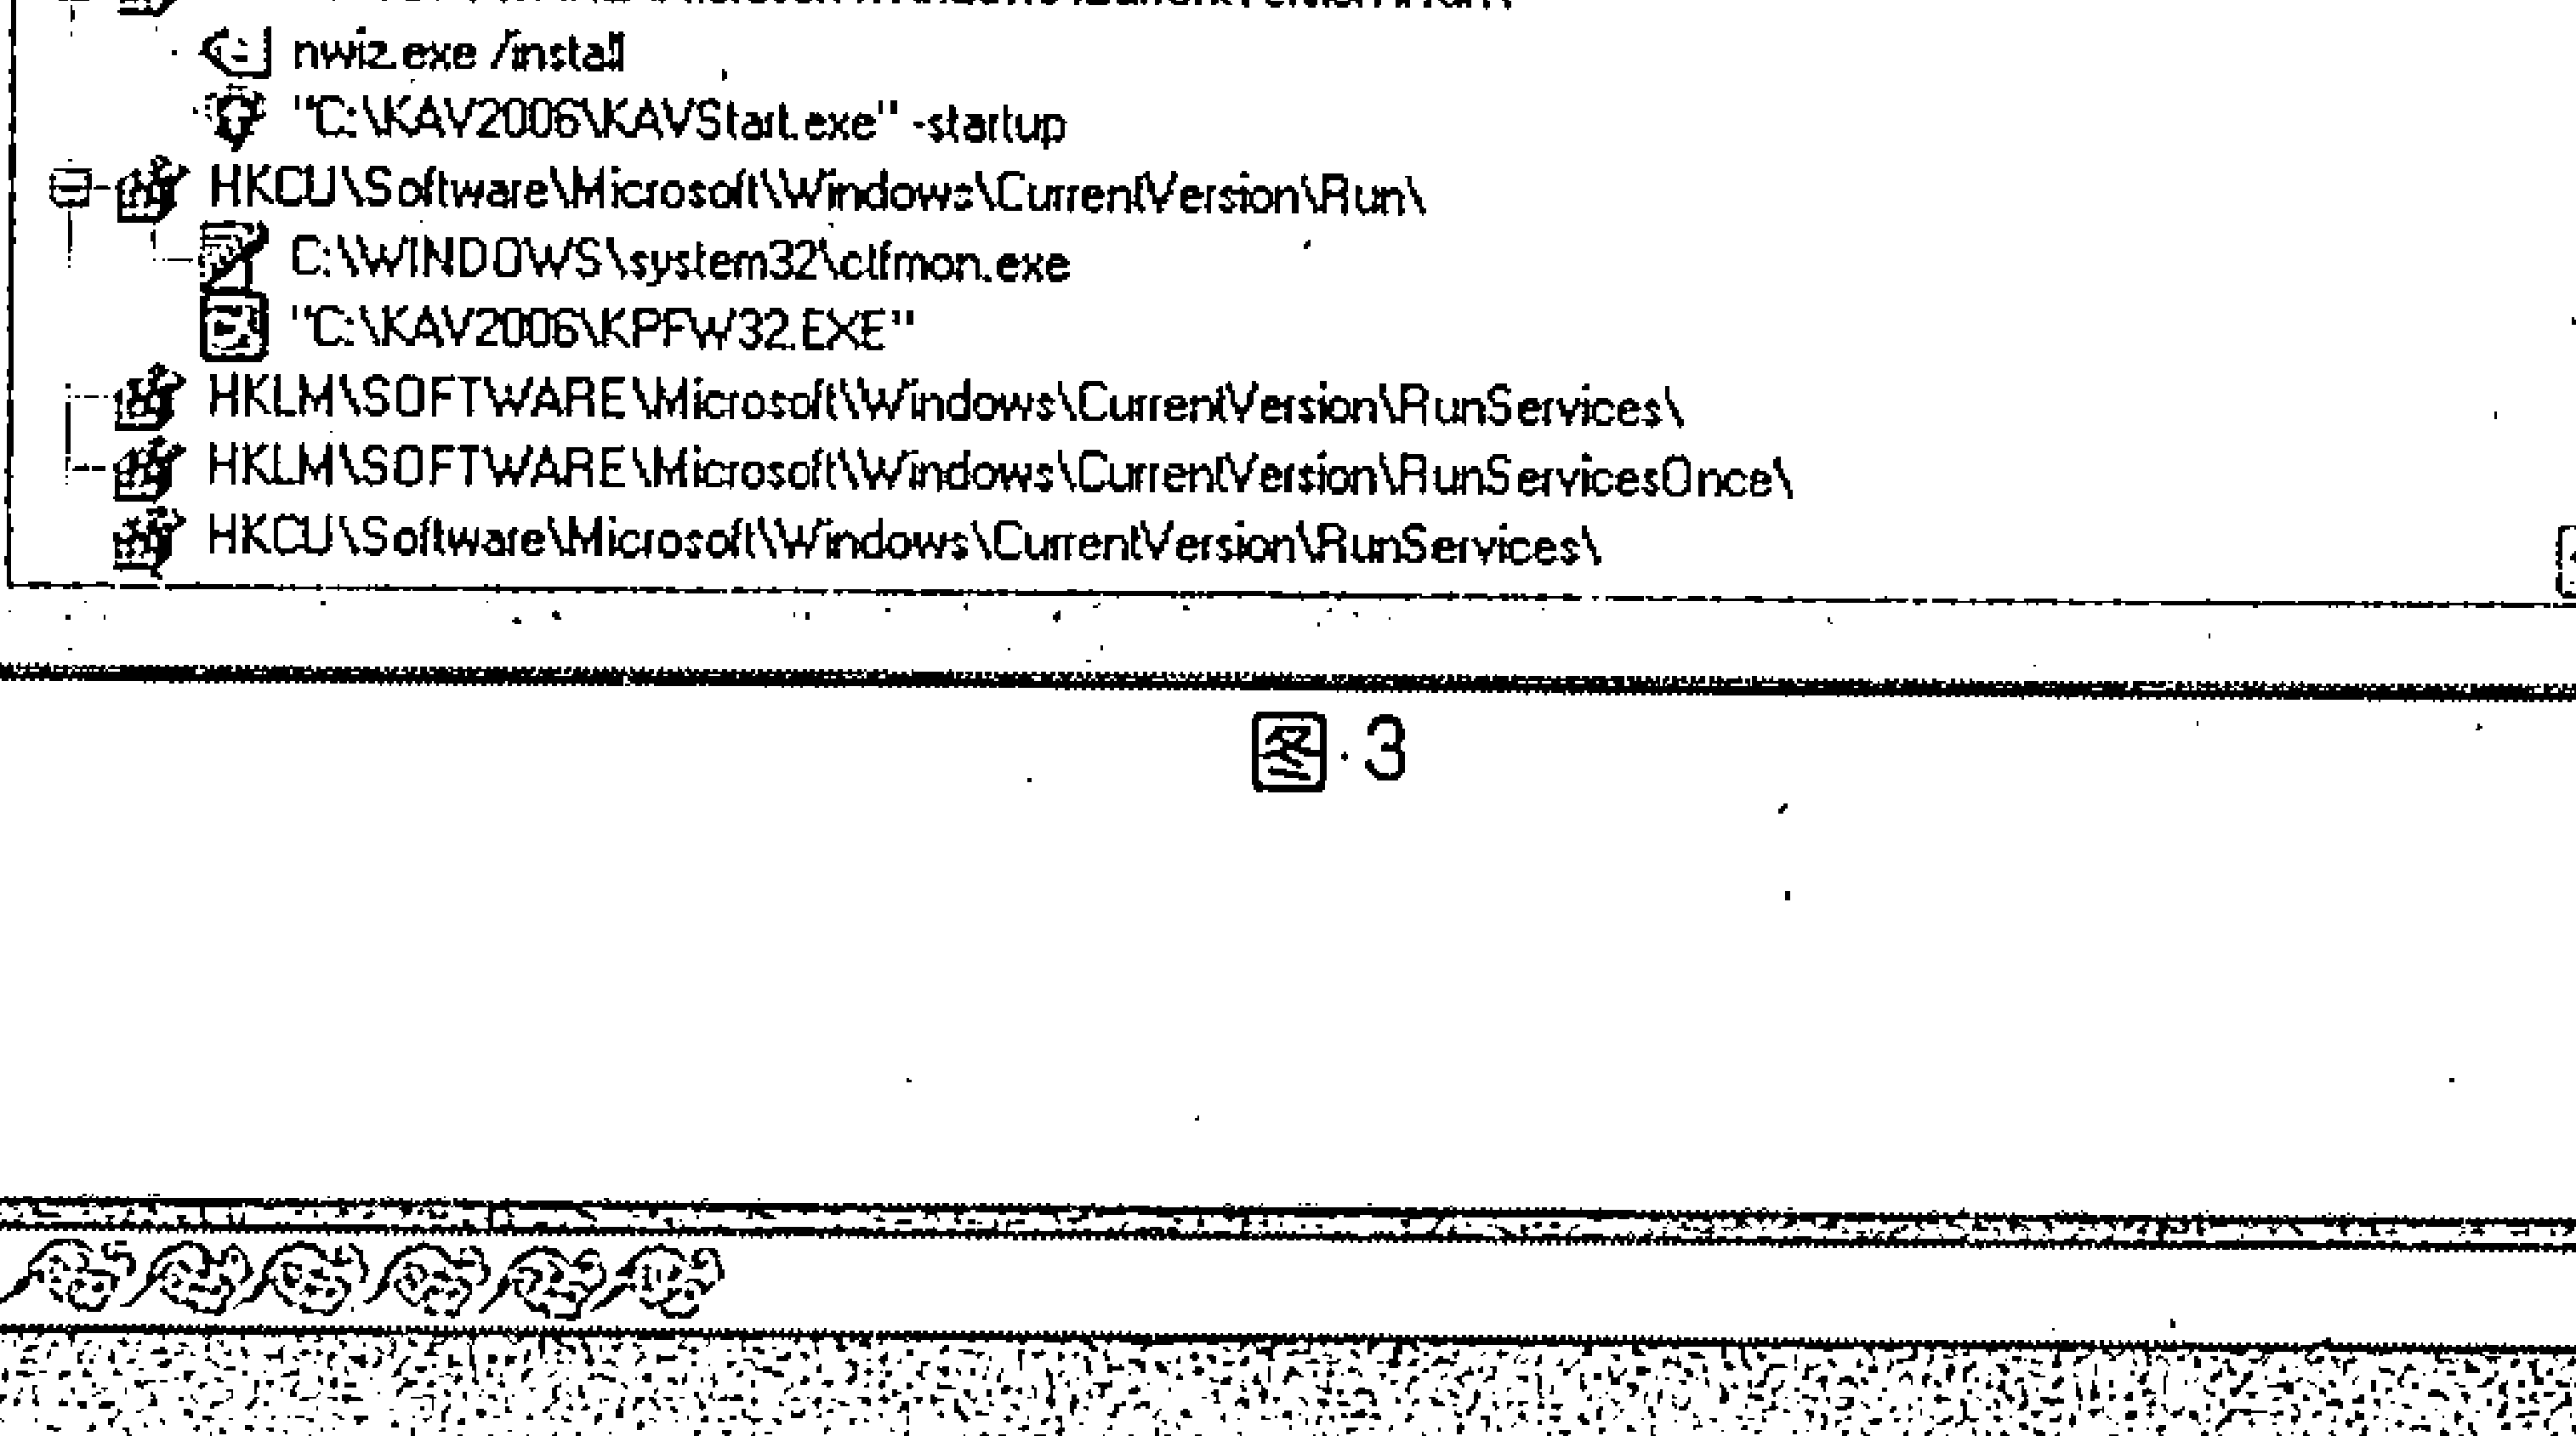 nwiz.exe /install
"C:\KAV2006\KAVStart.exe" -startup
HKCU\Software\Microsoft\Windows\CurrentVersion\Run\
C:\WINDOWS\system32\ctfmon.exe
"C:\KAV2006\KPFW32.EXE"
HKLM\SOFTWARE\Microsoft\Windows\CurrentVersion\RunServices\
HKLM\SOFTWARE\Microsoft\Windows\CurrentVersion\RunServicesOnce\
HKCU\Software\Microsoft\Windows\CurrentVersion\RunServices\
图 3